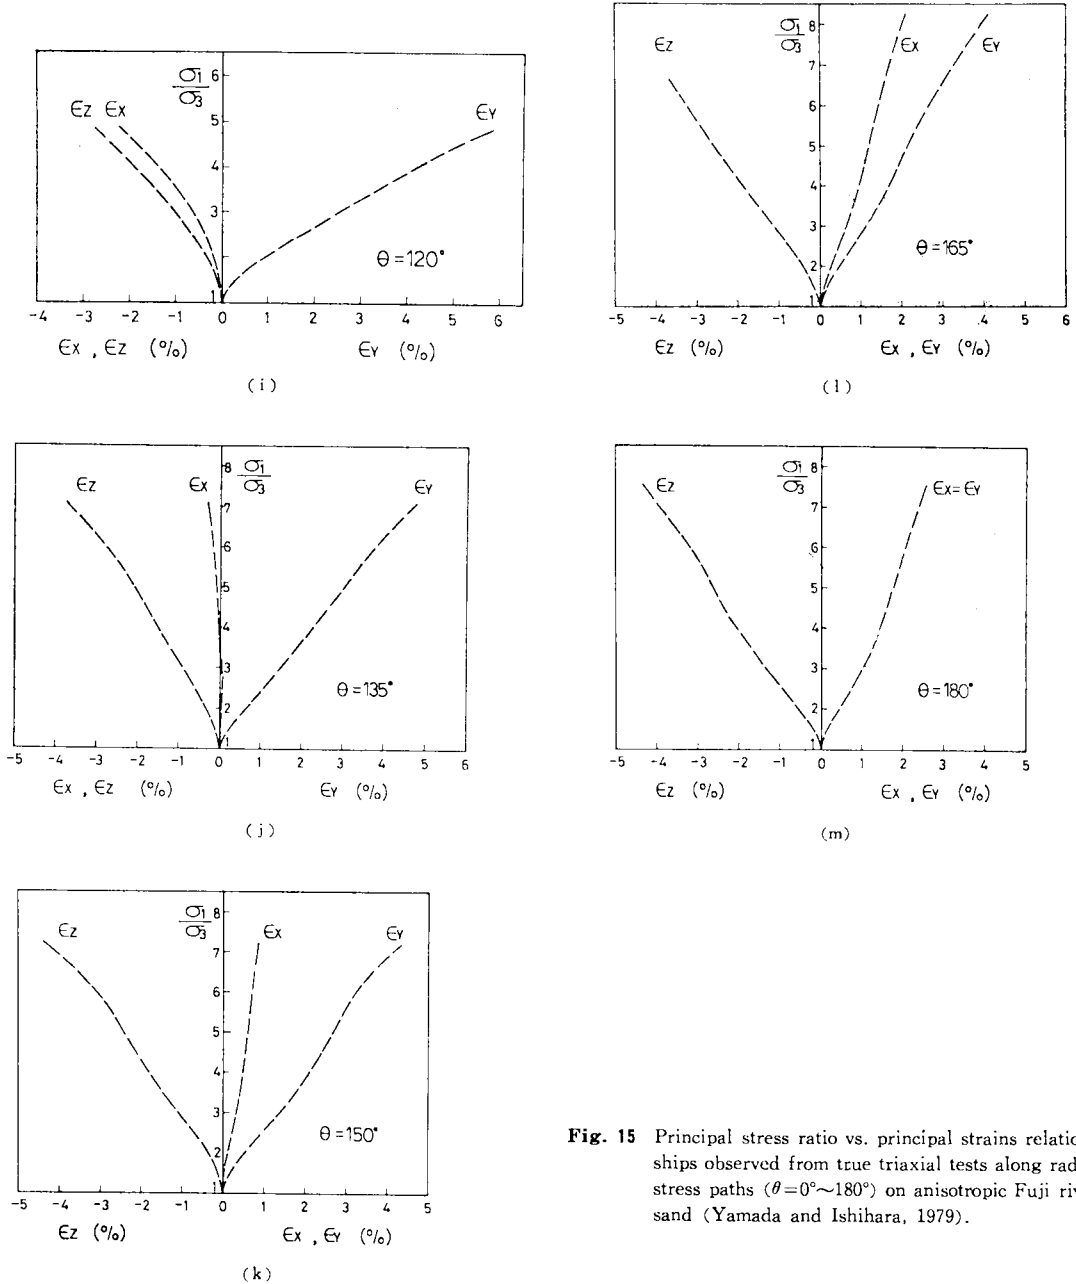 σ1/σ3
6
5
4
3
1
ϵz ϵx
ϵY
θ=120°
-4 -3 -2 -1 0 1 2 3 4 5 6
ϵx , ϵz (%)
ϵY (%)
(i)
σ1/σ3
8
7
6
5
4
3
2
1
ϵz
ϵx
ϵY
θ=165°
-5 -4 -3 -2 -1 0 1 2 3 4 5
ϵz (%)
ϵx , ϵY (%)
(l)
8 σ1/σ3
7
6
5
4
3
2
1
ϵz
ϵx
ϵY
θ=135°
-5 -4 -3 -2 -1 0 1 2 3 4 5 6
ϵx , ϵz (%)
ϵY (%)
(j)
σ1/σ3 8
7
6
5
4
3
2
1
ϵz
ϵx=ϵY
θ=180°
-5 -4 -3 -2 -1 0 1 2 3 4 5
ϵz (%)
ϵx , ϵY (%)
(m)
σ1/σ3 8
7
6
5
4
3
2
1
ϵz
ϵx
ϵY
θ=150°
-5 -4 -3 -2 -1 0 1 2 3 4 5
ϵz (%)
ϵx , ϵY (%)
(k)
Fig. 15 Principal stress ratio vs. principal strains relatio
ships observed from true triaxial tests along rad
stress paths (θ=0°~180°) on anisotropic Fuji riv
sand (Yamada and Ishihara, 1979).